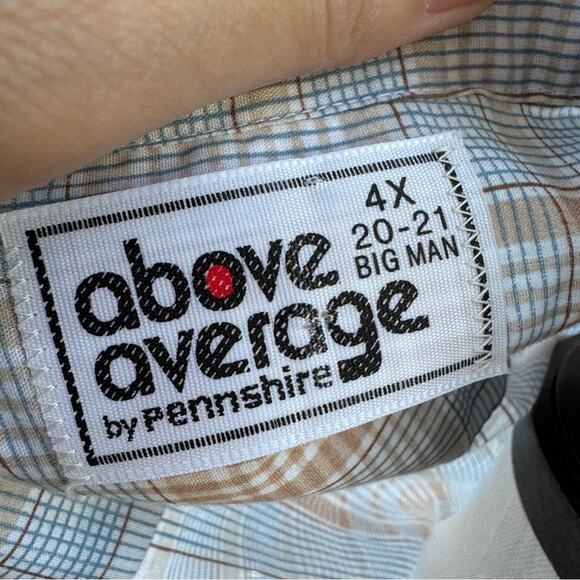 above
average
by Pennshire
4X
20-21
BIG MAN